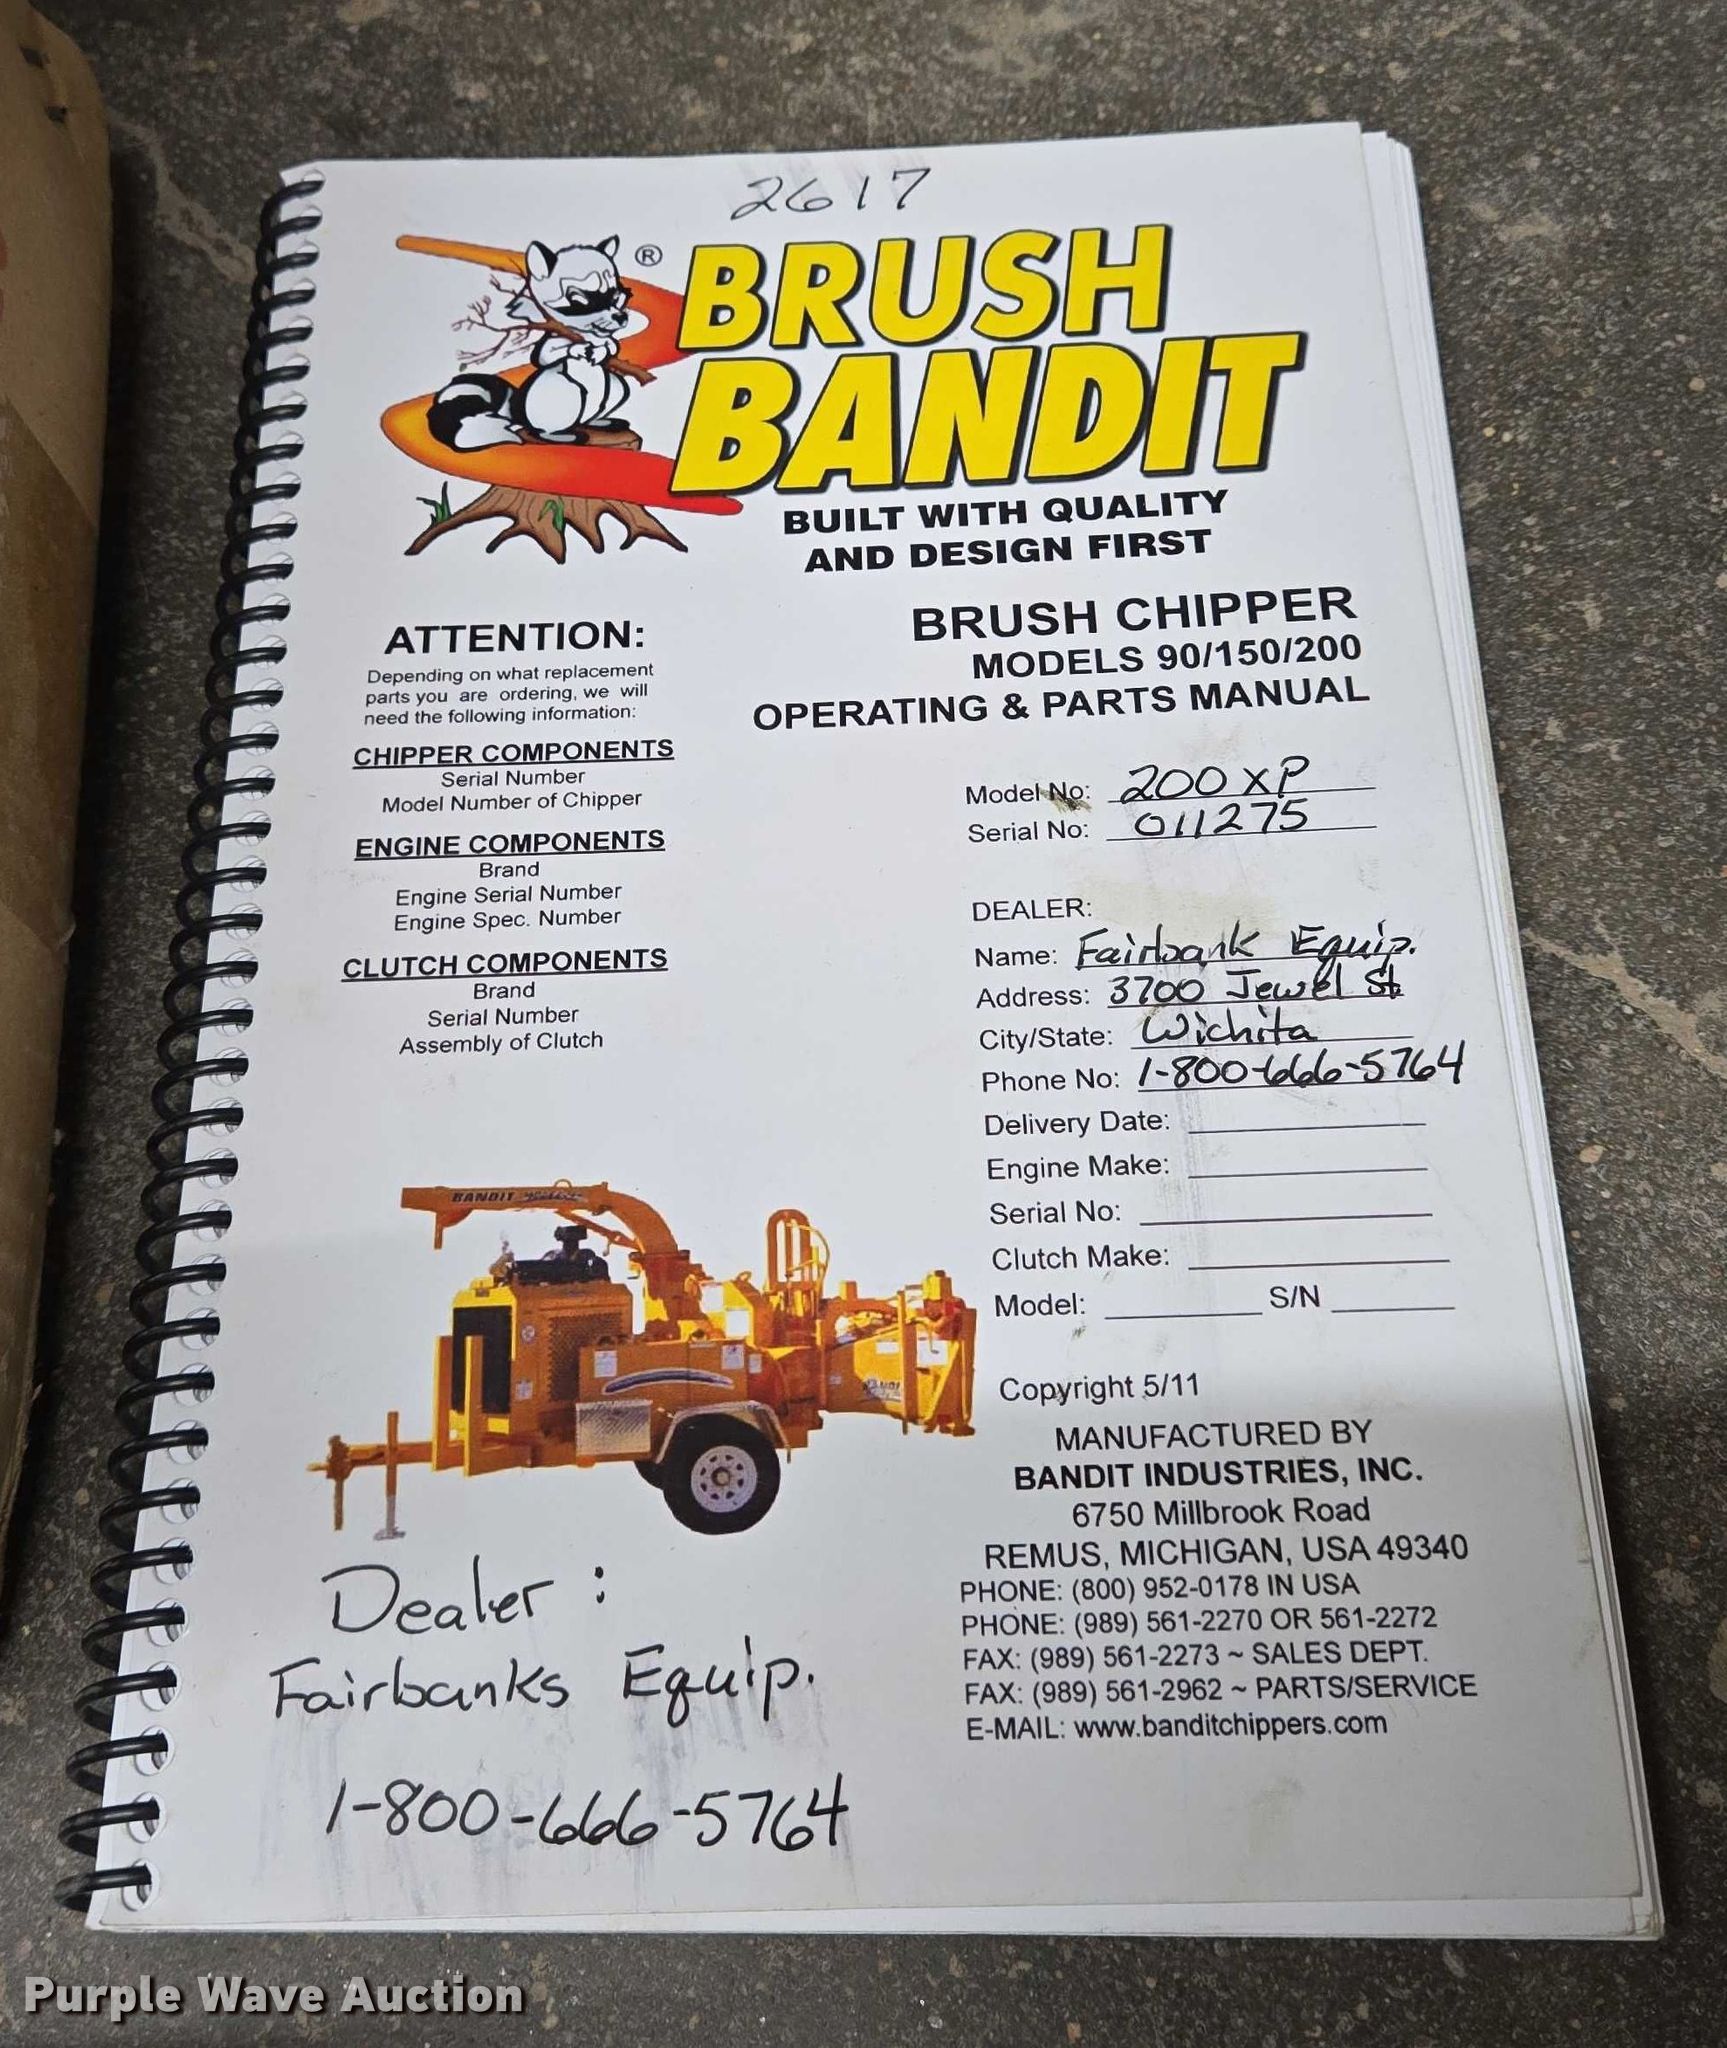 2617
®
BRUSH
BANDIT
BUILT WITH QUALITY
AND DESIGN FIRST
BRUSH CHIPPER
MODELS 90/150/200
OPERATING & PARTS MANUAL
ATTENTION:
Depending on what replacement
parts you are ordering, we will
need the following information:
CHIPPER COMPONENTS
Serial Number
Model Number of Chipper
ENGINE COMPONENTS
Brand
Engine Serial Number
Engine Spec. Number
CLUTCH COMPONENTS
Brand
Serial Number
Assembly of Clutch
Model No: 200 XP
Serial No: 011275
DEALER:
Name: Fairbank Equip.
Address: 3700 Jewel St.
City/State: Wichita
Phone No: 1-800-666-5764
Delivery Date:
Engine Make:
Serial No:
Clutch Make:
Model: S/N
BANDIT
Copyright 5/11
MANUFACTURED BY
BANDIT INDUSTRIES, INC.
6750 Millbrook Road
REMUS, MICHIGAN, USA 49340
PHONE: (800) 952-0178 IN USA
PHONE: (989) 561-2270 OR 561-2272
FAX: (989) 561-2273 ~ SALES DEPT.
FAX: (989) 561-2962 ~ PARTS/SERVICE
E-MAIL: www.banditchippers.com
Dealer:
Fairbanks Equip.
1-800-666-5764
Purple Wave Auction